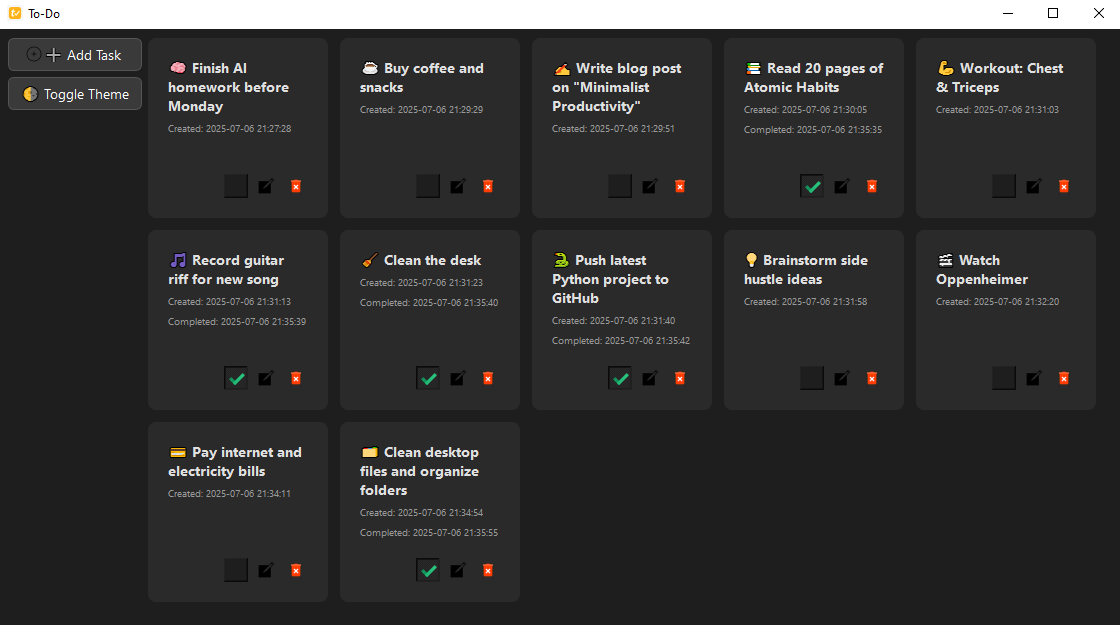 To-Do
Add Task
Toggle Theme
🧠 Finish AI
homework before
Monday
Created: 2025-07-06 21:27:28
☕ Buy coffee and
snacks
Created: 2025-07-06 21:29:29
✍️ Write blog post
on "Minimalist
Productivity"
Created: 2025-07-06 21:29:51
📚 Read 20 pages of
Atomic Habits
Created: 2025-07-06 21:30:05
Completed: 2025-07-06 21:35:35
💪 Workout: Chest
& Triceps
Created: 2025-07-06 21:31:03
🎵 Record guitar
riff for new song
Created: 2025-07-06 21:31:13
Completed: 2025-07-06 21:35:39
🧹 Clean the desk
Created: 2025-07-06 21:31:23
Completed: 2025-07-06 21:35:40
🐍 Push latest
Python project to
GitHub
Created: 2025-07-06 21:31:40
Completed: 2025-07-06 21:35:42
💡 Brainstorm side
hustle ideas
Created: 2025-07-06 21:31:58
🎬 Watch
Oppenheimer
Created: 2025-07-06 21:32:20
💳 Pay internet and
electricity bills
Created: 2025-07-06 21:34:11
🗂️ Clean desktop
files and organize
folders
Created: 2025-07-06 21:34:54
Completed: 2025-07-06 21:35:55